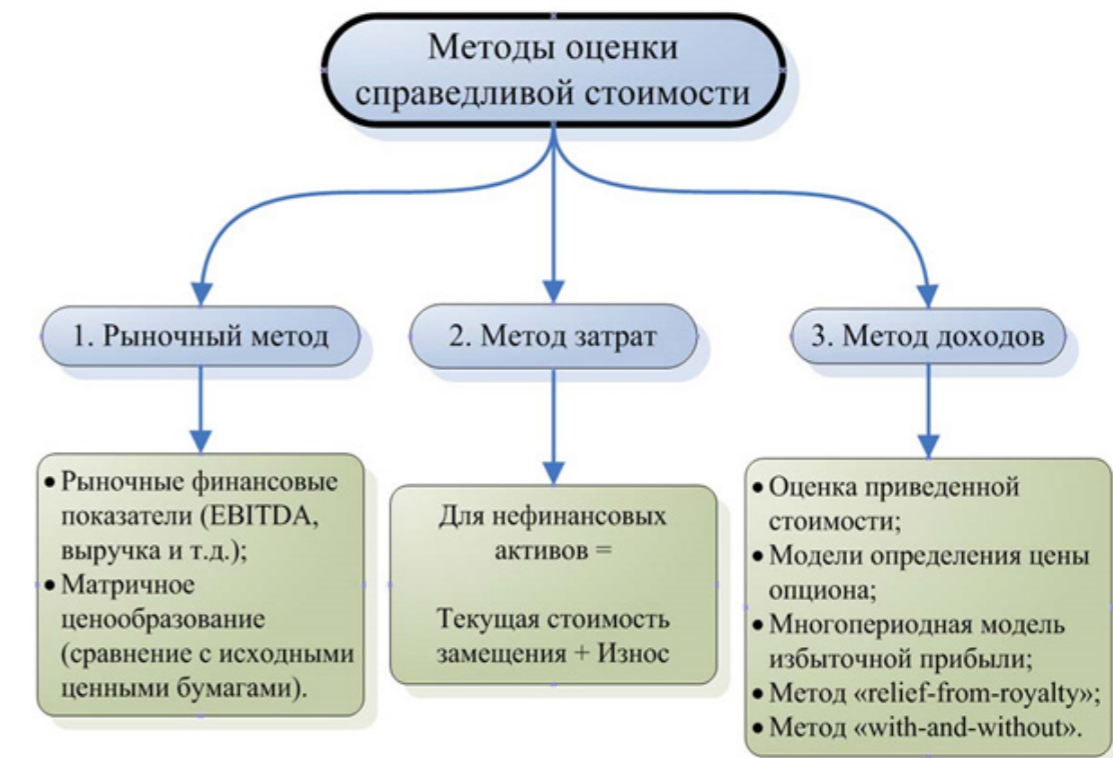 Методы оценки
справедливой стоимости
1. Рыночный метод
2. Метод затрат
3. Метод доходов
• Рыночные финансовые
показатели (EBITDA,
выручка и т.д.);
• Матричное
ценообразование
(сравнение с исходными
ценными бумагами).
Для нефинансовых
активов =
Текущая стоимость
замещения + Износ
• Оценка приведенной
стоимости;
• Модели определения цены
опциона;
• Многопериодная модель
избыточной прибыли;
• Метод «relief-from-royalty»;
• Метод «with-and-without».